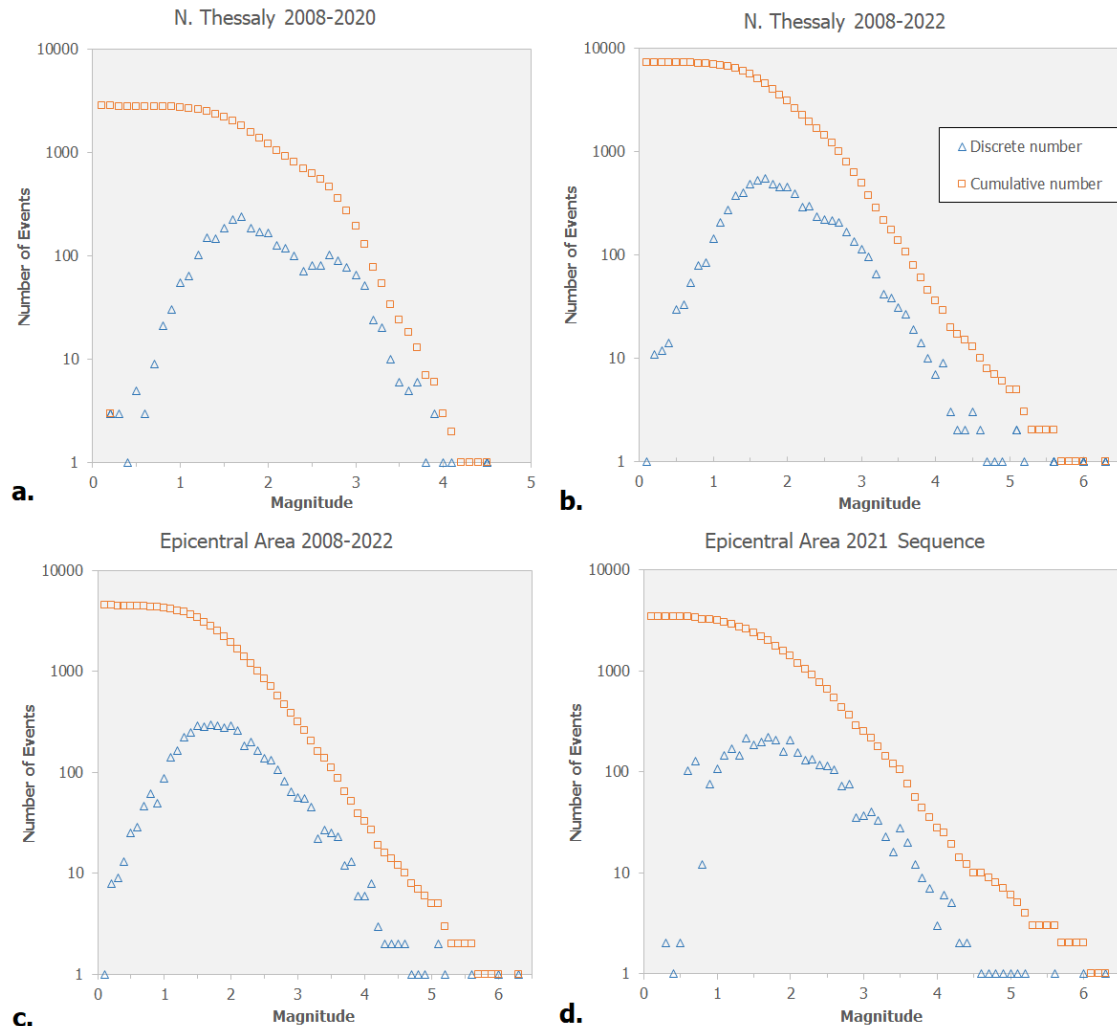 N. Thessaly 2008-2020
10000
1000
100
10
1
0 1 2 3 4 5
Number of Events
Magnitude
a.
N. Thessaly 2008-2022
10000
1000
100
10
1
0 1 2 3 4 5 6
Number of Events
Magnitude
Discrete number
Cumulative number
b.
Epicentral Area 2008-2022
10000
1000
100
10
1
0 1 2 3 4 5 6
Number of Events
Magnitude
c.
Epicentral Area 2021 Sequence
10000
1000
100
10
1
0 1 2 3 4 5 6
Number of Events
Magnitude
d.